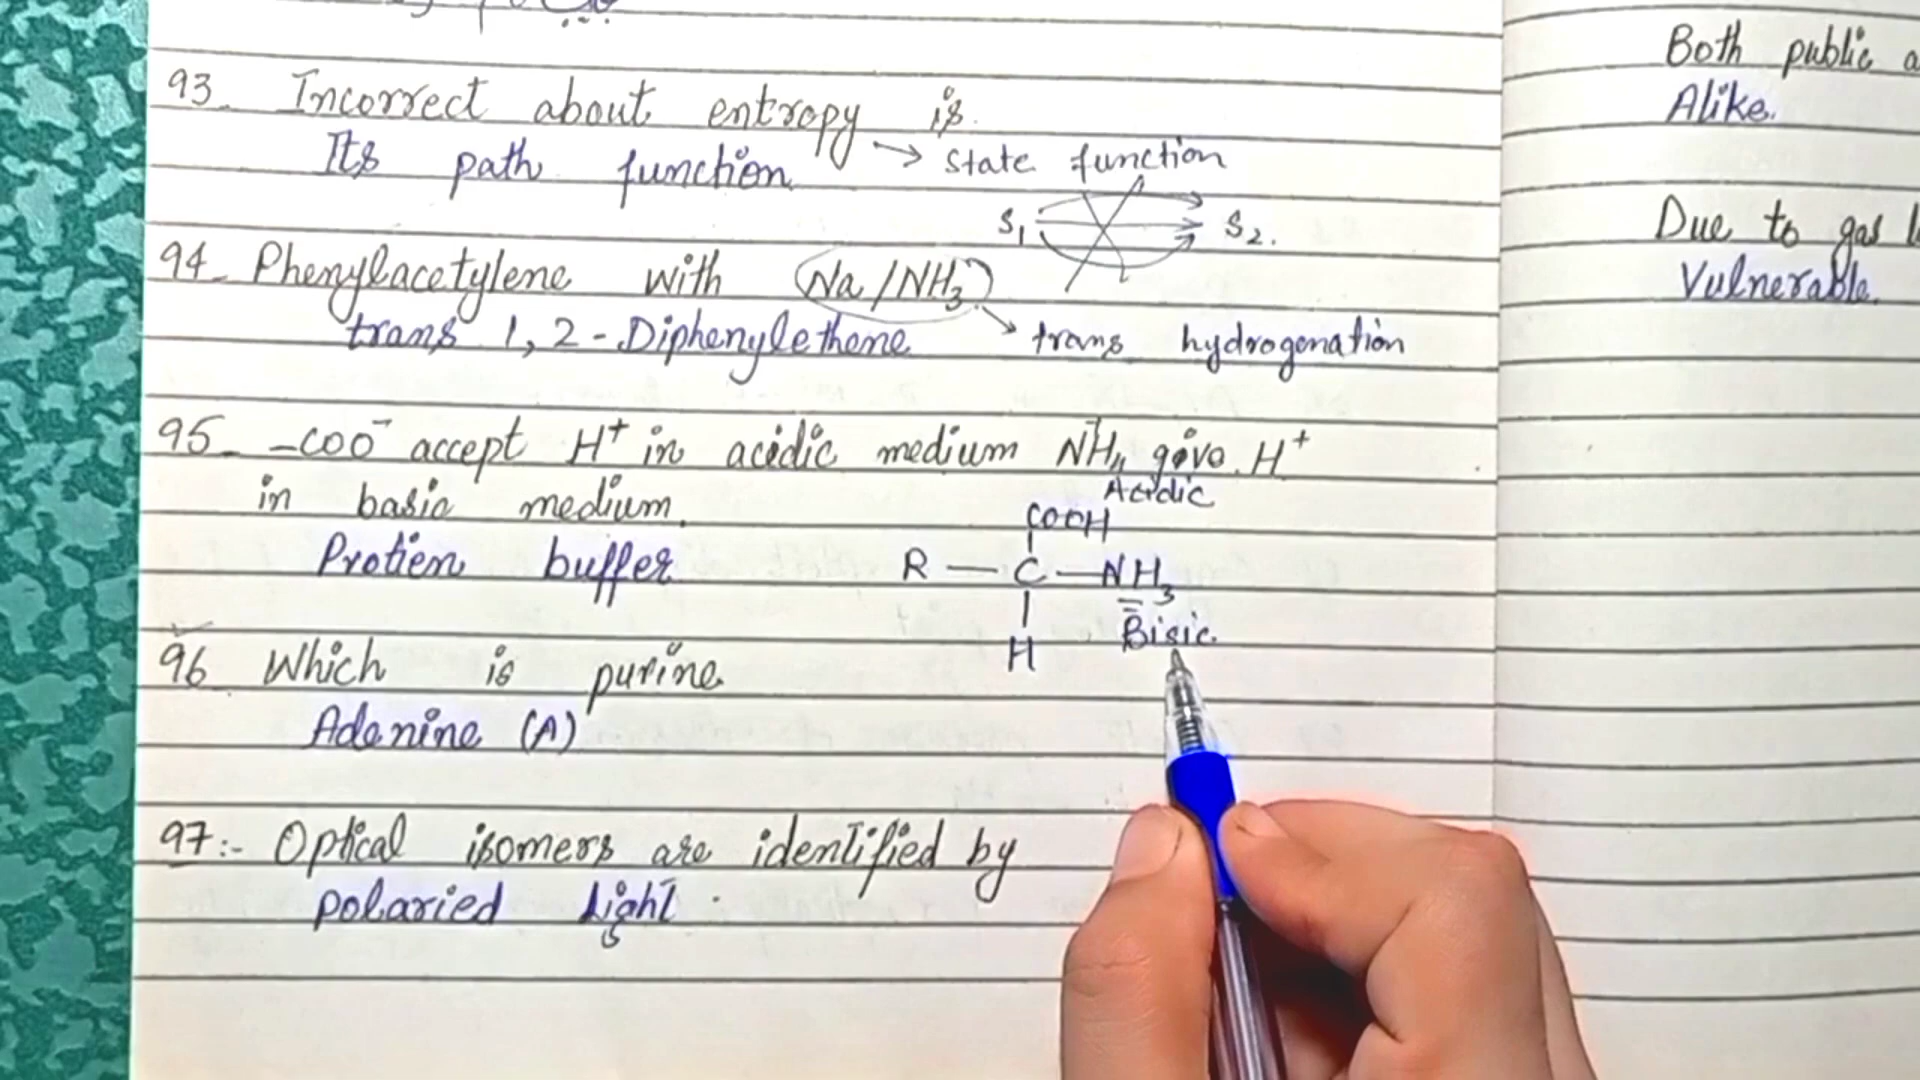 93- Incorrect about entropy is.
Its path function → state function
S1 S2.
94- Phenylacetylene with (Na/NH3)
trans 1, 2 - Diphenylethene → trans hydrogenation
95- -COO- accept H+ in acidic medium NH4+ give H+
in basic medium.
Acidic
COOH
Protien buffer
R — C — NH3
H
Bisic.
96 Which is purine
Adenine (A)
97:- Optical isomers are identified by
polaried light.
Both public a
Alike.
Due to gas l
Vulnerable.